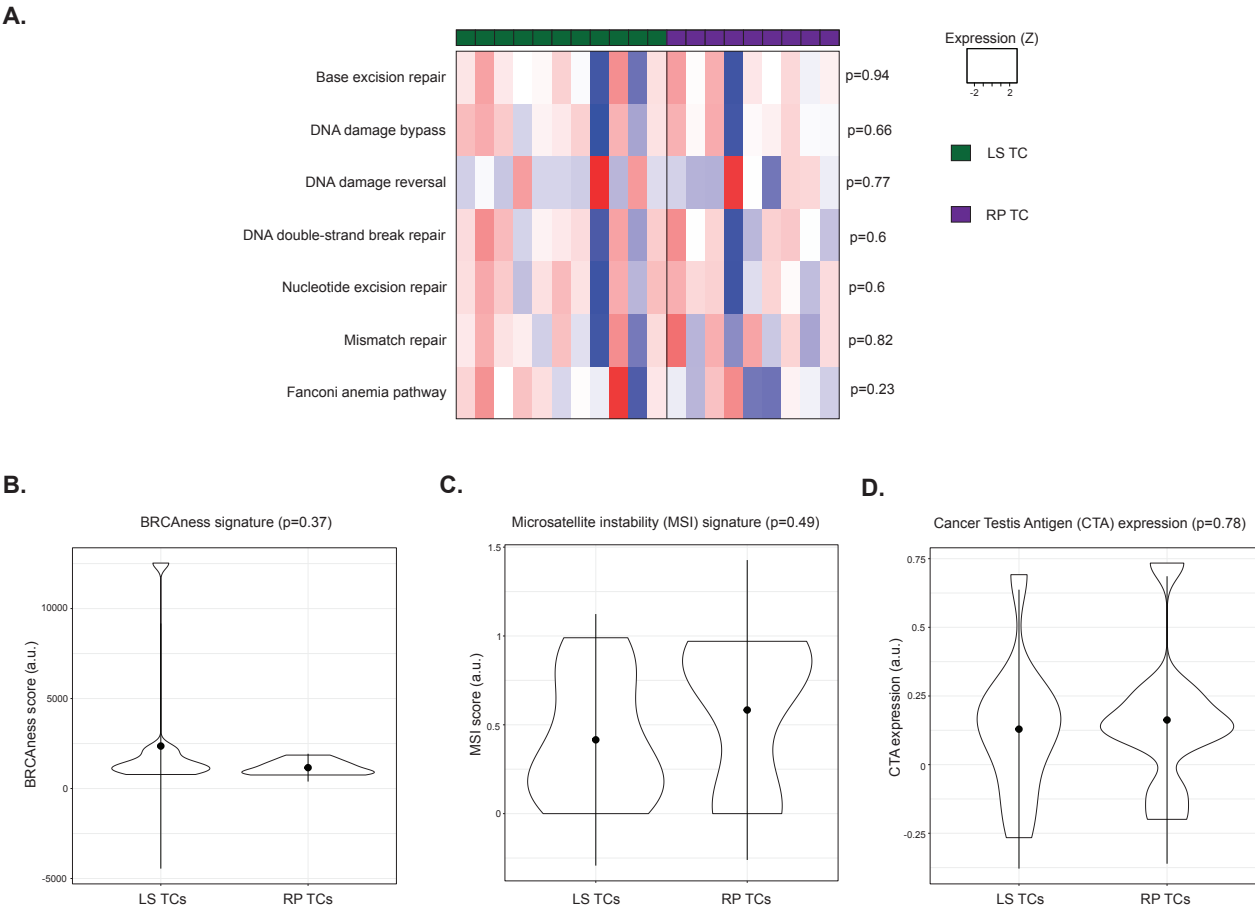 A.
Expression (Z)
-2 2
Base excision repair p=0.94
DNA damage bypass p=0.66
DNA damage reversal p=0.77
DNA double-strand break repair p=0.6
Nucleotide excision repair p=0.6
Mismatch repair p=0.82
Fanconi anemia pathway p=0.23
LS TC
RP TC
B.
BRCAness signature (p=0.37)
BRCAness score (a.u.)
10000
5000
0
-5000
LS TCs RP TCs
C.
Microsatellite instability (MSI) signature (p=0.49)
MSI score (a.u.)
1.5
1
0.5
0
LS TCs RP TCs
D.
Cancer Testis Antigen (CTA) expression (p=0.78)
CTA expression (a.u.)
0.75
0.5
0.25
0
-0.25
LS TCs RP TCs